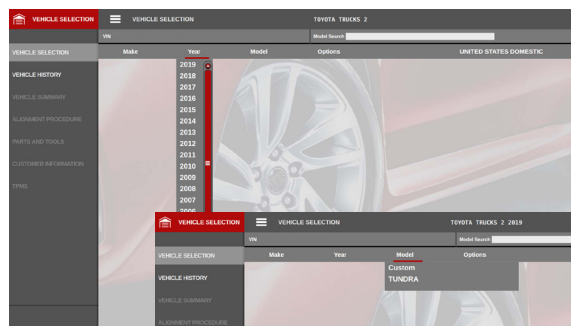 VEHICLE SELECTION
VEHICLE SELECTION
TOYOTA TRUCKS 2
VIN
Model Search
VEHICLE SELECTION
Make
Year
Model
Options
UNITED STATES DOMESTIC
VEHICLE HISTORY
VEHICLE SUMMARY
ALIGNMENT PROCEDURE
PARTS AND TOOLS
CUSTOMER INFORMATION
TPMS
2019
2018
2017
2016
2015
2014
2013
2012
2011
2010
2009
2008
2007
2006
VEHICLE SELECTION
VEHICLE SELECTION
TOYOTA TRUCKS 2 2019
VIN
Model Search
VEHICLE SELECTION
Make
Year
Model
Options
Custom
TUNDRA
VEHICLE HISTORY
VEHICLE SUMMARY
ALIGNMENT PROCEDURE